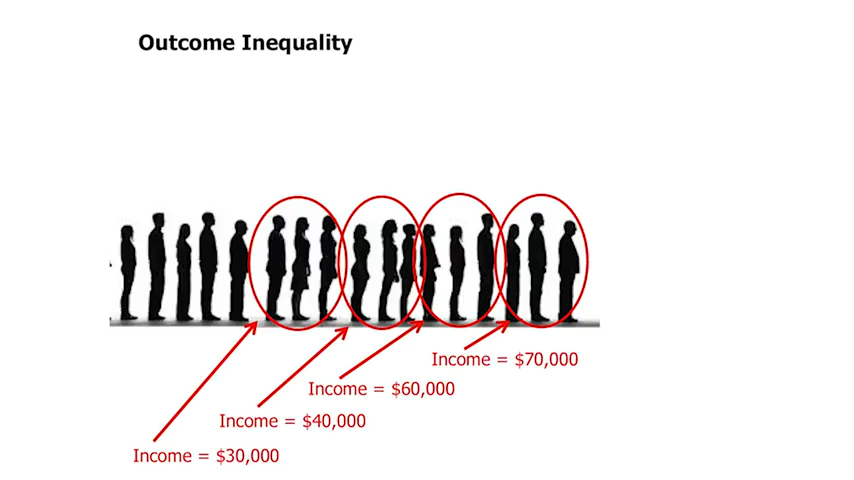 Outcome Inequality
Income = $70,000
Income = $60,000
Income = $40,000
Income = $30,000